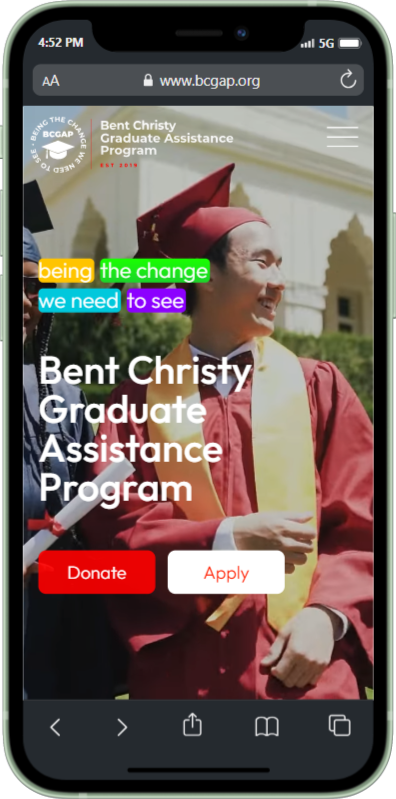 4:52 PM
5G
AA
www.bcgap.org
BEING THE CHANGE WE NEED TO SEE
BCGAP
Bent Christy
Graduate Assistance
Program
EST 2019
being the change
we need to see
Bent Christy
Graduate
Assistance
Program
Donate
Apply